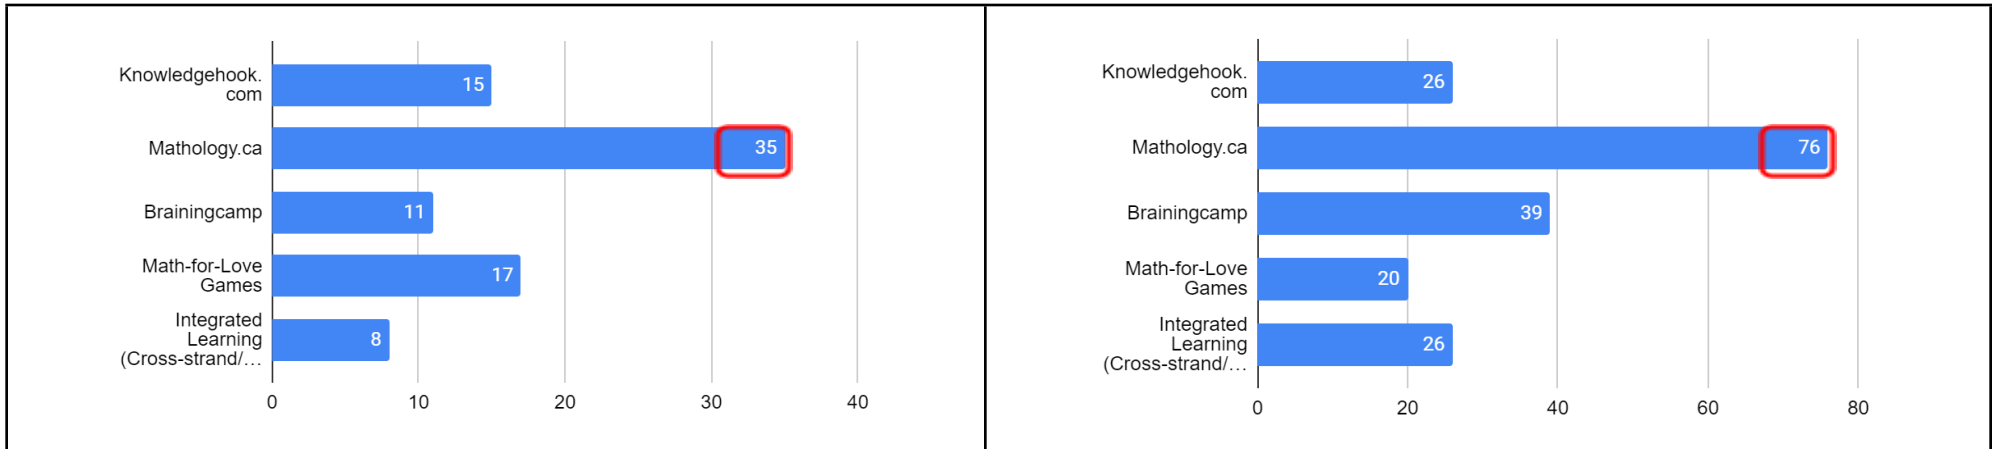 Knowledgehook.
com
15
Mathology.ca
35
Brainingcamp
11
Math-for-Love
Games
17
Integrated
Learning
(Cross-strand/…
8
0
10
20
30
40
Knowledgehook.
com
26
Mathology.ca
76
Brainingcamp
39
Math-for-Love
Games
20
Integrated
Learning
(Cross-strand/…
26
0
20
40
60
80